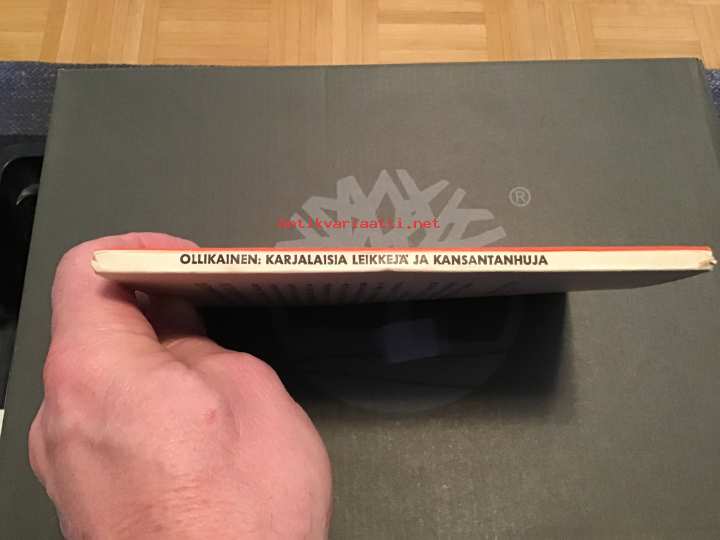 ®
antikvariaatti.net
OLLIKAINEN: KARJALAISIA LEIKKEJÄ JA KANSANTANHUJA